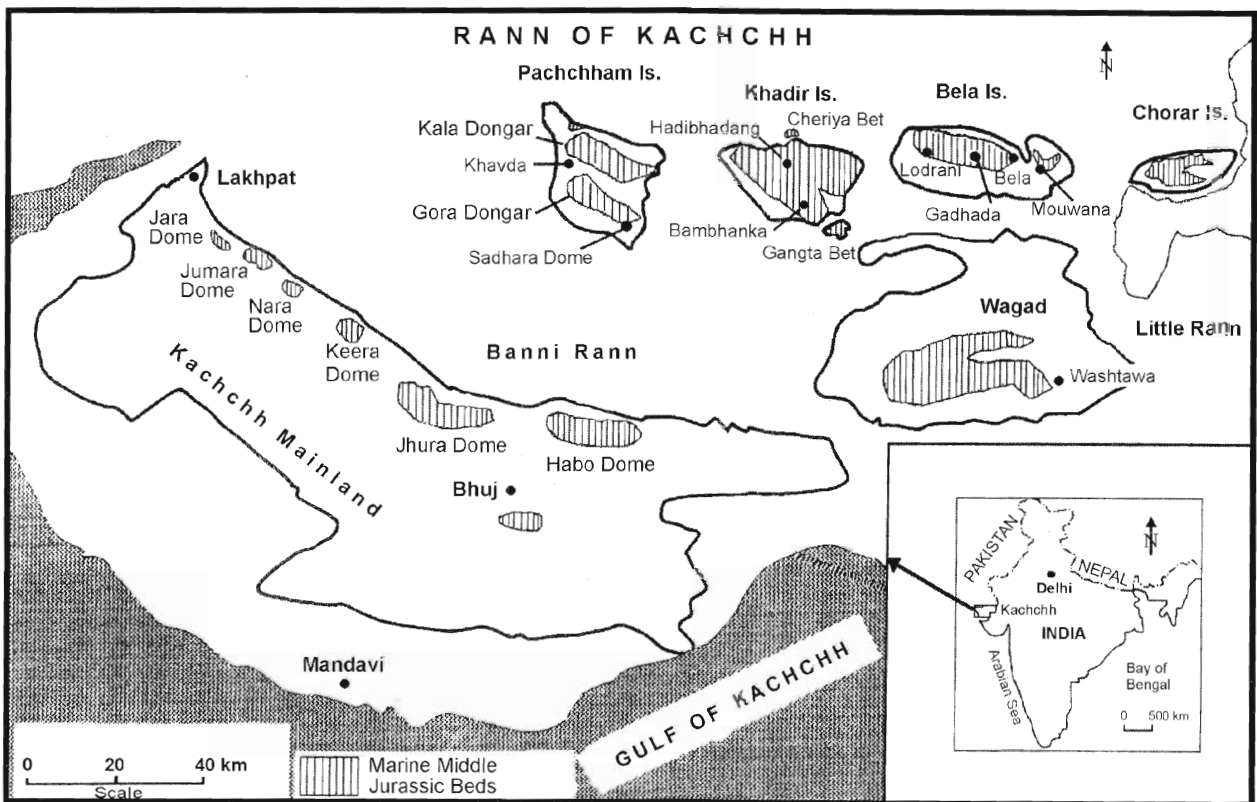 RANN OF KACHCHH
N
Pachchham Is.
Khadir Is.
Bela Is.
Chorar Is.
Kala Dongar
Khavda
Gora Dongar
Sadhara Dome
Hadibhadang
Cheriya Bet
Bambhanka
Gangta Bet
Lodrani
Bela
Gadhada
Mouwana
Lakhpat
Jara
Dome
Jumara
Dome
Nara
Dome
Keera
Dome
Banni Rann
Wagad
Little Rann
Washtawa
Kachchh Mainland
Jhura Dome
Habo Dome
Bhuj
Mandavi
GULF OF KACHCHH
0 20 40 km
Scale
Marine Middle
Jurassic Beds
N
PAKISTAN
NEPAL
Delhi
Kachchh
INDIA
Arabian Sea
Bay of
Bengal
0 500 km